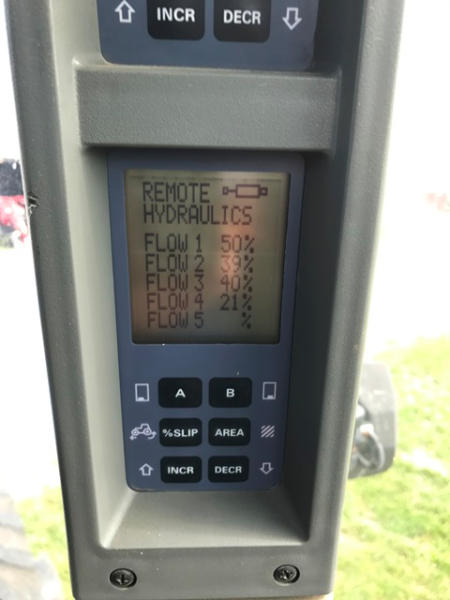 INCR DECR
REMOTE
HYDRAULICS
FLOW 1 50%
FLOW 2 39%
FLOW 3 40%
FLOW 4 21%
FLOW 5 %
A B
%SLIP AREA
INCR DECR